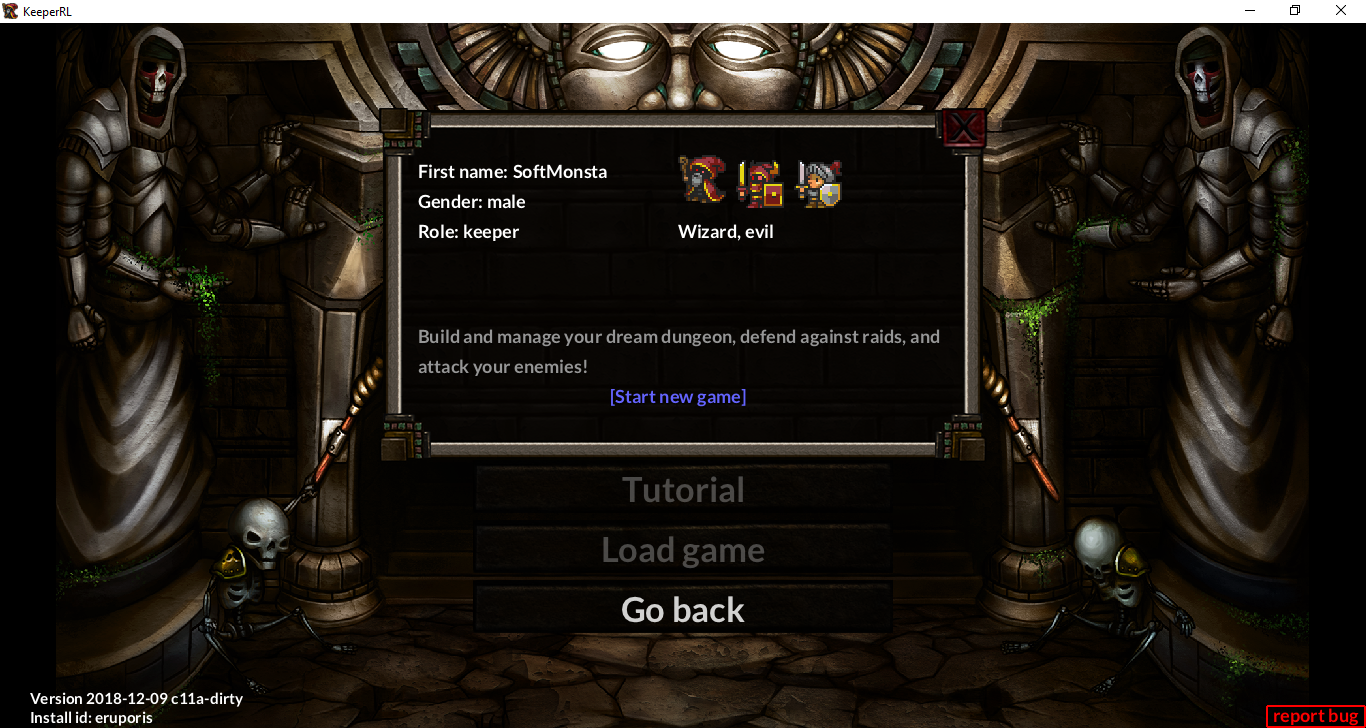 KeeperRL
First name: SoftMonsta
Gender: male
Role: keeper
Wizard, evil
Build and manage your dream dungeon, defend against raids, and
attack your enemies!
[Start new game]
Tutorial
Load game
Go back
Version 2018-12-09 c11a-dirty
Install id: eruporis
report bug